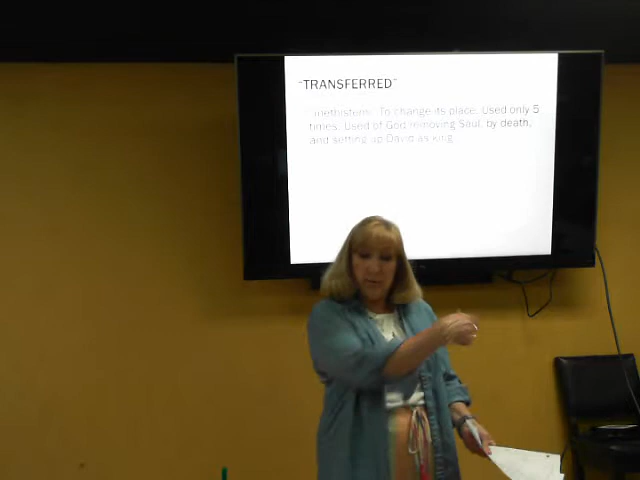 "TRANSFERRED"
To change its place. Used only 5
times. Used of God removing Saul, by death,
and setting up David as king